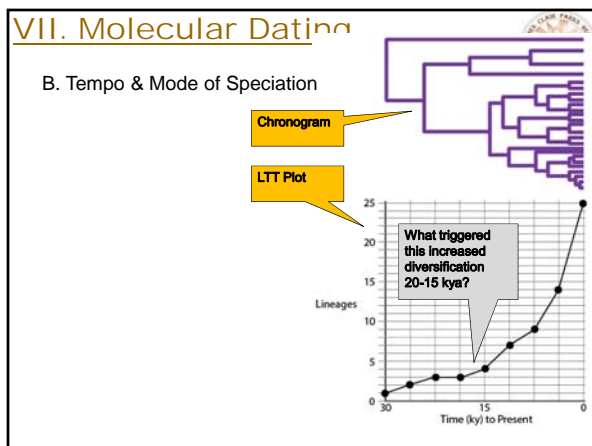 VII. Molecular Dating
B. Tempo & Mode of Speciation
Chronogram
LTT Plot
25
20
15
10
5
0
Lineages
What triggered
this increased
diversification
20-15 kya?
30
15
0
Time (ky) to Present